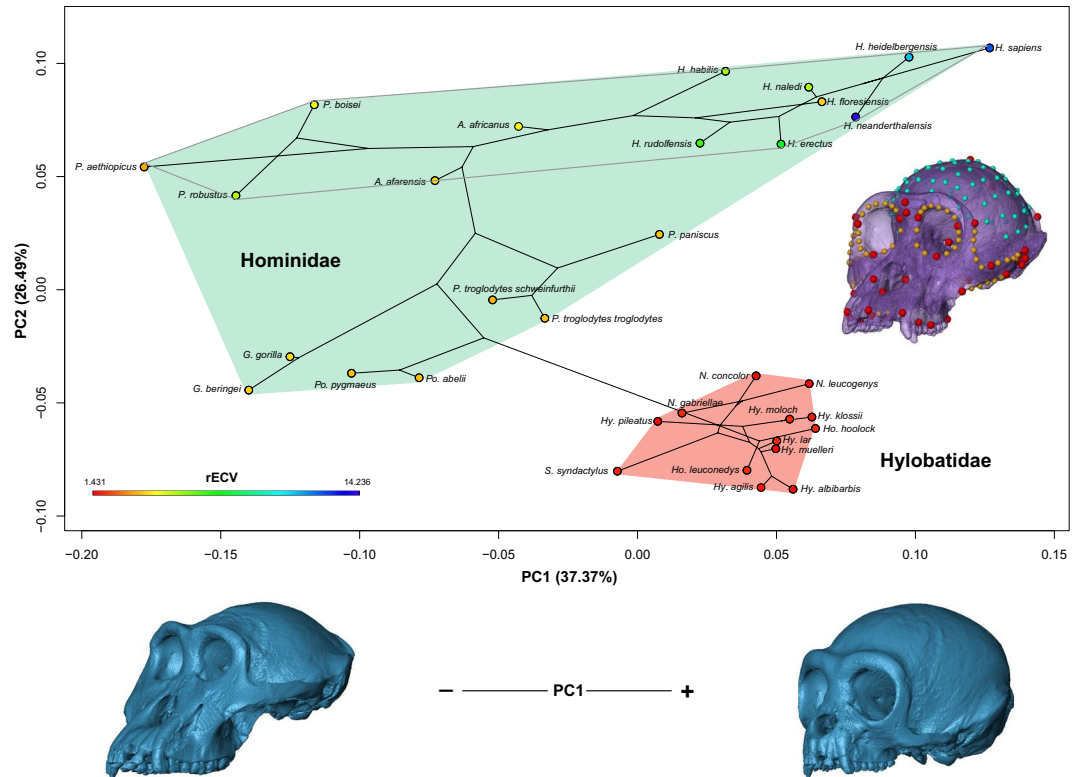 H. heidelbergensis
H. sapiens
H. habilis
H. naledi
P. boisei
H. floresiensis
A. africanus
H. neanderthalensis
H. rudolfensis
H. erectus
P. aethiopicus
A. afarensis
P. robustus
P. paniscus
Hominidae
P. troglodytes schweinfurthii
P. troglodytes troglodytes
G. gorilla
G. beringei
Po. pygmaeus
Po. abelii
N. concolor
N. leucogenys
N. gabriellae
Hy. moloch
Hy. klossii
Hy. pileatus
Ho. hoolock
Hy. lar
Hy. muelleri
S. syndactylus
Ho. leuconedys
Hylobatidae
Hy. agilis
Hy. albibarbis
rECV
1.431
14.236
PC2 (26.49%)
0.10
0.05
0.00
−0.05
−0.10
−0.20
−0.15
−0.10
−0.05
0.00
0.05
0.10
0.15
PC1 (37.37%)
− PC1 +